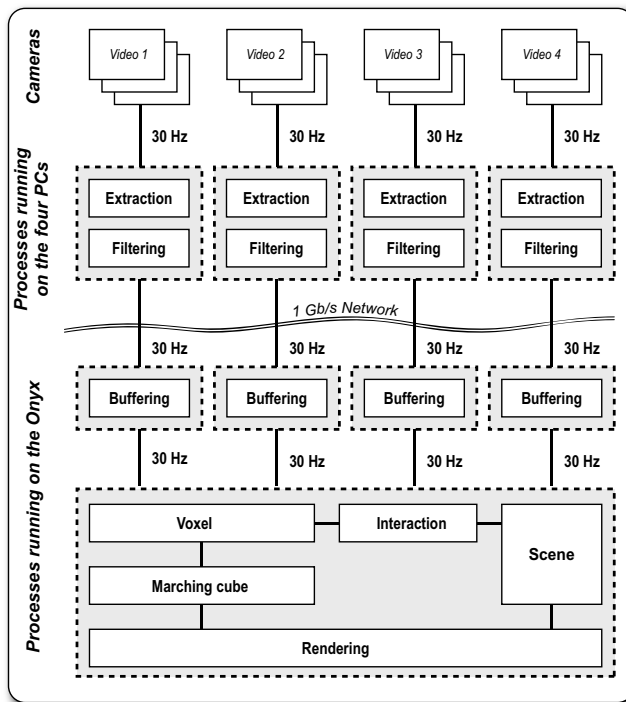 Cameras
Video 1
Video 2
Video 3
Video 4
30 Hz
30 Hz
30 Hz
30 Hz
Processes running
on the four PCs
Extraction
Extraction
Extraction
Extraction
Filtering
Filtering
Filtering
Filtering
1 Gb/s Network
30 Hz
30 Hz
30 Hz
30 Hz
Processes running on the Onyx
Buffering
Buffering
Buffering
Buffering
30 Hz
30 Hz
30 Hz
30 Hz
Voxel
Interaction
Scene
Marching cube
Rendering